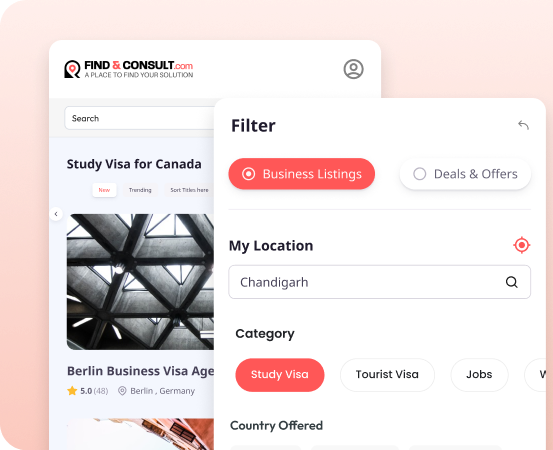 FIND & CONSULT.com
A PLACE TO FIND YOUR SOLUTION
Search
Study Visa for Canada
New Trending Sort Titles here
Berlin Business Visa Age
5.0 (48) Berlin , Germany
Filter
Business Listings Deals & Offers
My Location
Chandigarh
Category
Study Visa Tourist Visa Jobs
Country Offered